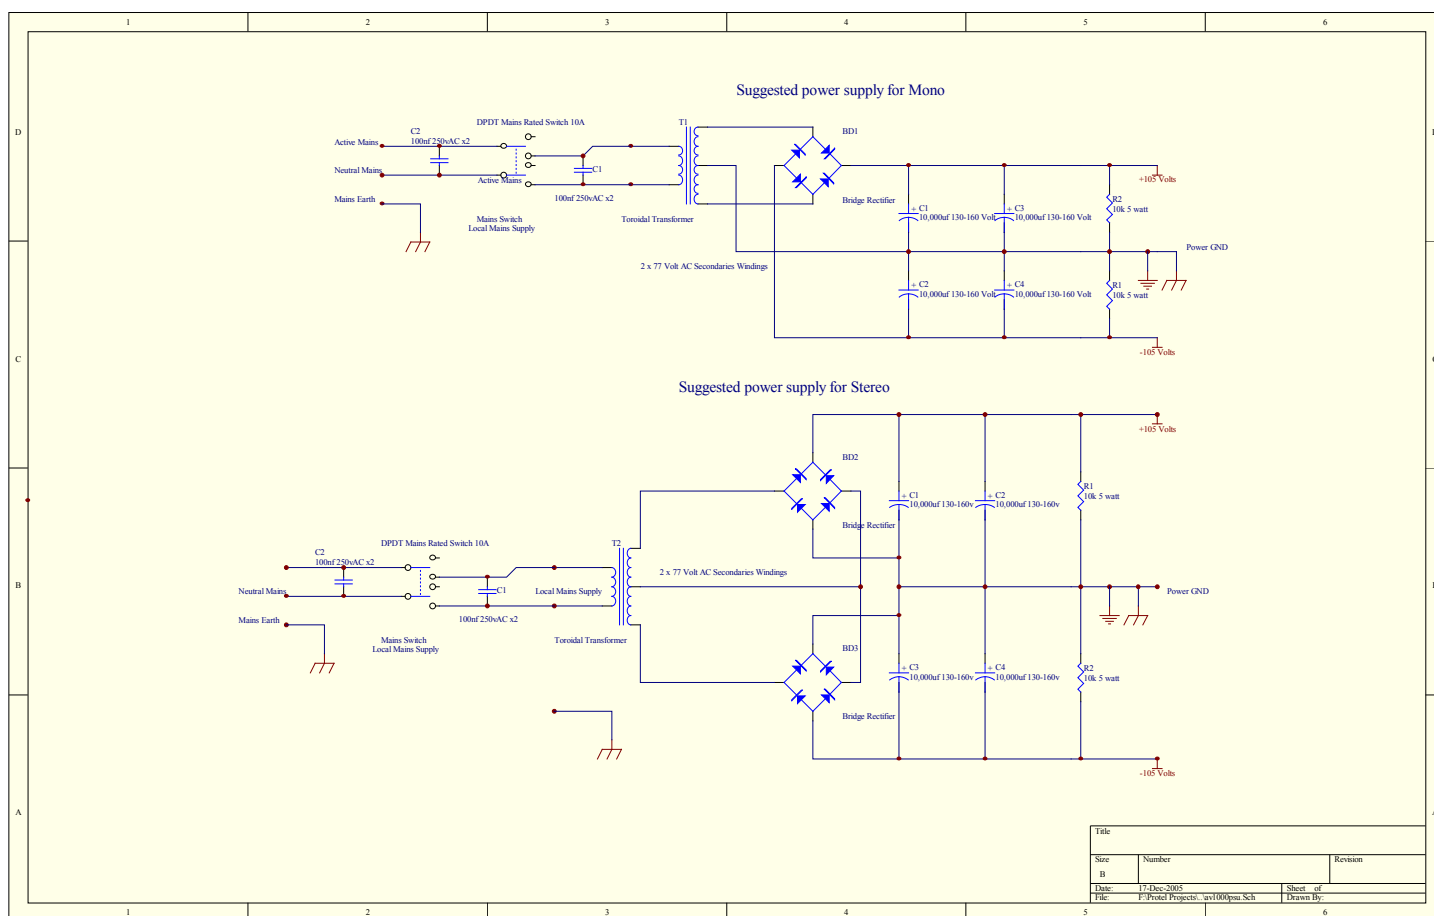 1 2 3 4 5 6
Suggested power supply for Mono
D
DPDT Mains Rated Switch 10A
T1
BD1
C2
100nf 250vAC x2
Active Mains
Neutral Mains
Active Mains
C1
+105 Volts
Mains Earth
100nf 250vAC x2
Bridge Rectifier
R2
10k 5 watt
C1
10,000uf 130-160 Volt
C3
10,000uf 130-160 Volt
Mains Switch
Local Mains Supply
Toroidal Transformer
Power GND
2 x 77 Volt AC Secondaries Windings
C2
10,000uf 130-160 Volt
C4
10,000uf 130-160 Volt
R1
10k 5 watt
C
-105 Volts
Suggested power supply for Stereo
+105 Volts
BD2
C1
10,000uf 130-160v
C2
10,000uf 130-160v
R1
10k 5 watt
Bridge Rectifier
DPDT Mains Rated Switch 10A
T2
C2
100nf 250vAC x2
2 x 77 Volt AC Secondaries Windings
B
Neutral Mains
C1
Local Mains Supply
Power GND
Mains Earth
100nf 250vAC x2
Mains Switch
Local Mains Supply
Toroidal Transformer
BD3
C3
10,000uf 130-160v
C4
10,000uf 130-160v
R2
10k 5 watt
Bridge Rectifier
-105 Volts
A
Title
Size Number Revision
B
Date: 17-Dec-2005 Sheet of
File: F:\Protel Projects\...\av1000psu.Sch Drawn By:
1 2 3 4 5 6